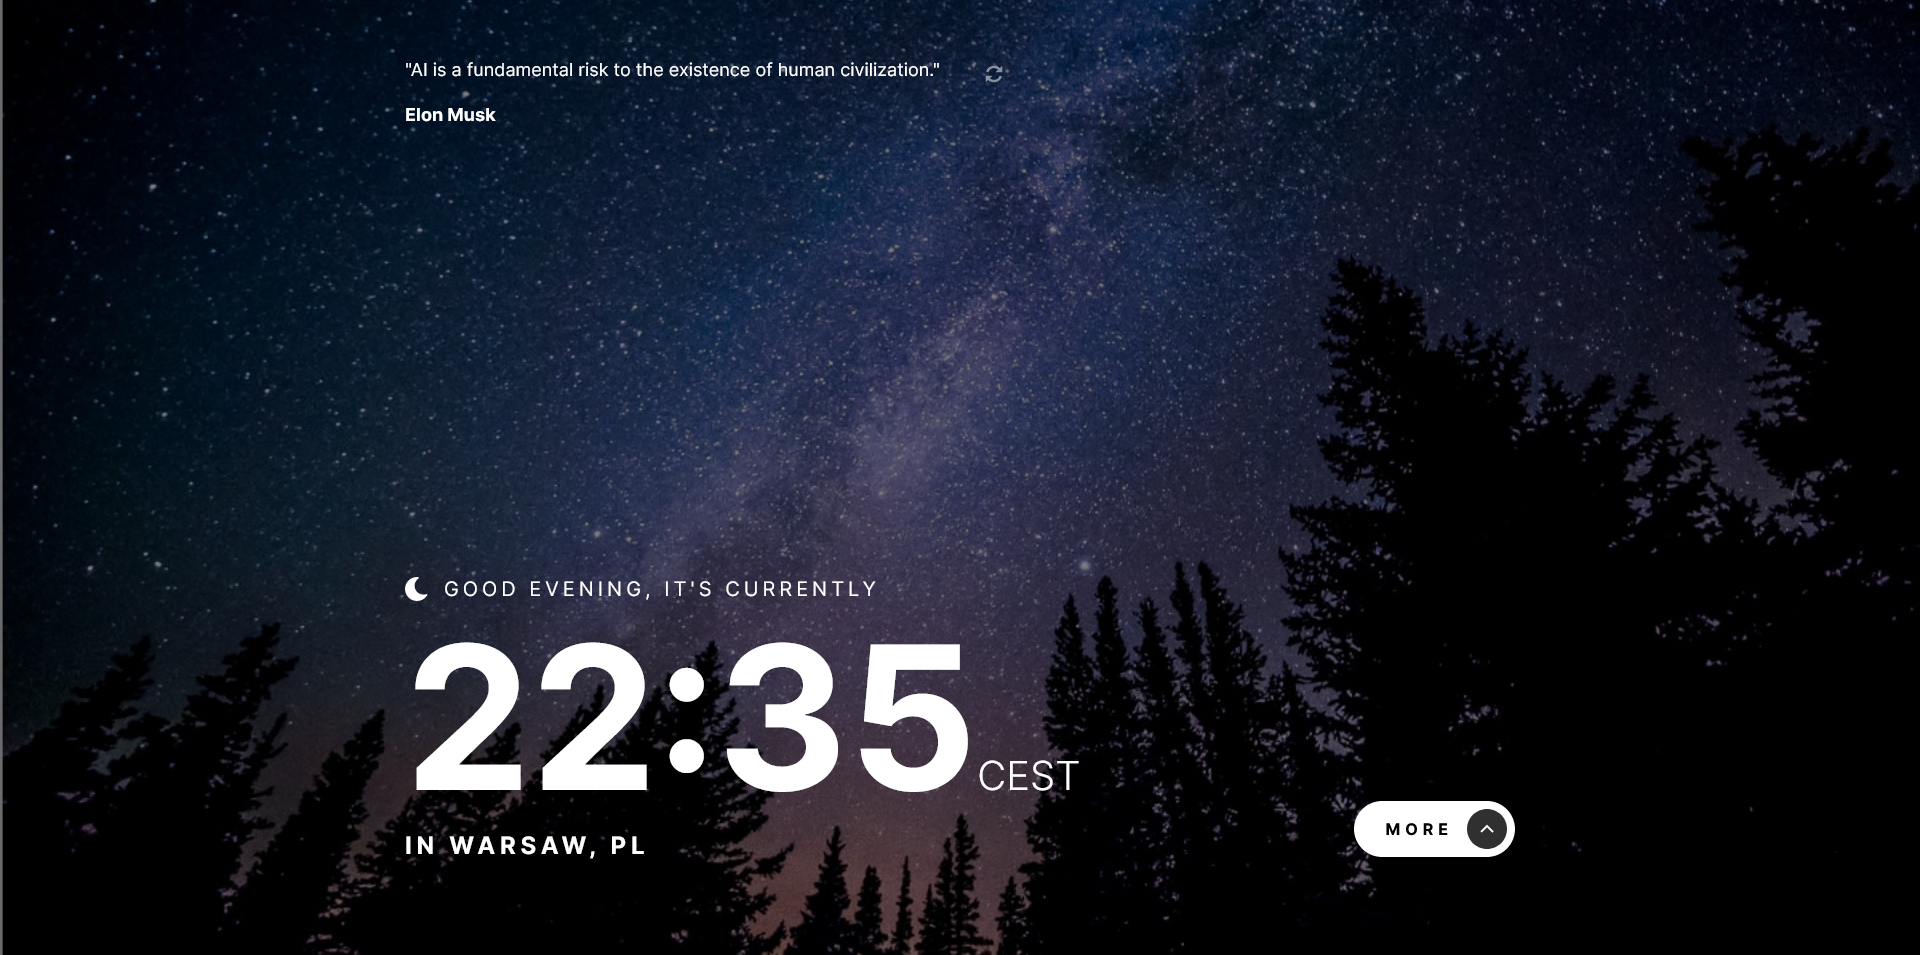 "AI is a fundamental risk to the existence of human civilization."
Elon Musk
GOOD EVENING, IT'S CURRENTLY
22:35 CEST
IN WARSAW, PL
MORE